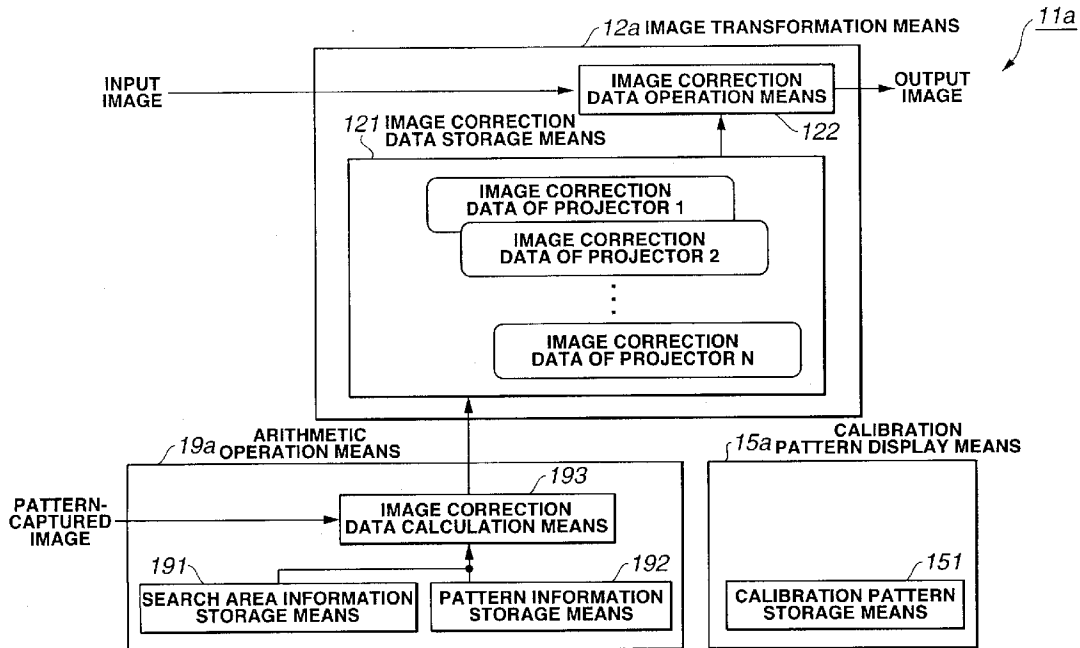 11a
12a IMAGE TRANSFORMATION MEANS
INPUT
IMAGE
IMAGE CORRECTION
DATA OPERATION MEANS
OUTPUT
IMAGE
122
121 IMAGE CORRECTION
DATA STORAGE MEANS
IMAGE CORRECTION
DATA OF PROJECTOR 1
IMAGE CORRECTION
DATA OF PROJECTOR 2
IMAGE CORRECTION
DATA OF PROJECTOR N
19a ARITHMETIC
OPERATION MEANS
15a CALIBRATION
PATTERN DISPLAY MEANS
PATTERN-
CAPTURED
IMAGE
193
IMAGE CORRECTION
DATA CALCULATION MEANS
191
SEARCH AREA INFORMATION
STORAGE MEANS
192
PATTERN INFORMATION
STORAGE MEANS
151
CALIBRATION PATTERN
STORAGE MEANS